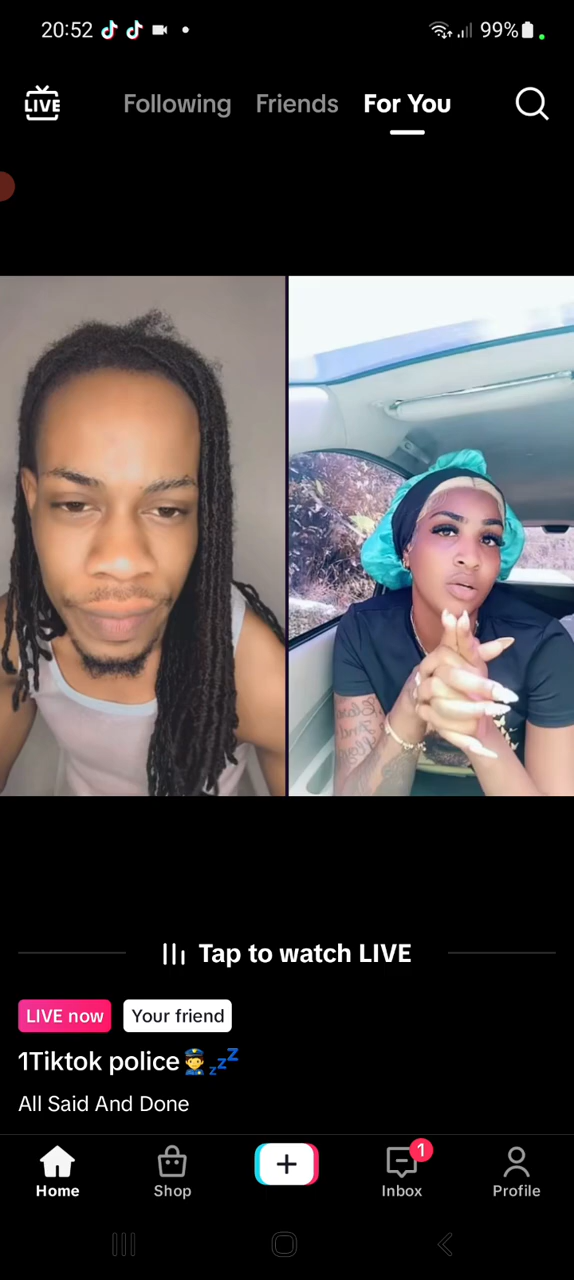 20:52 99%
LIVE Following Friends For You
Tap to watch LIVE
LIVE now Your friend
1Tiktok police👮💤
All Said And Done
1
Home Shop Inbox Profile